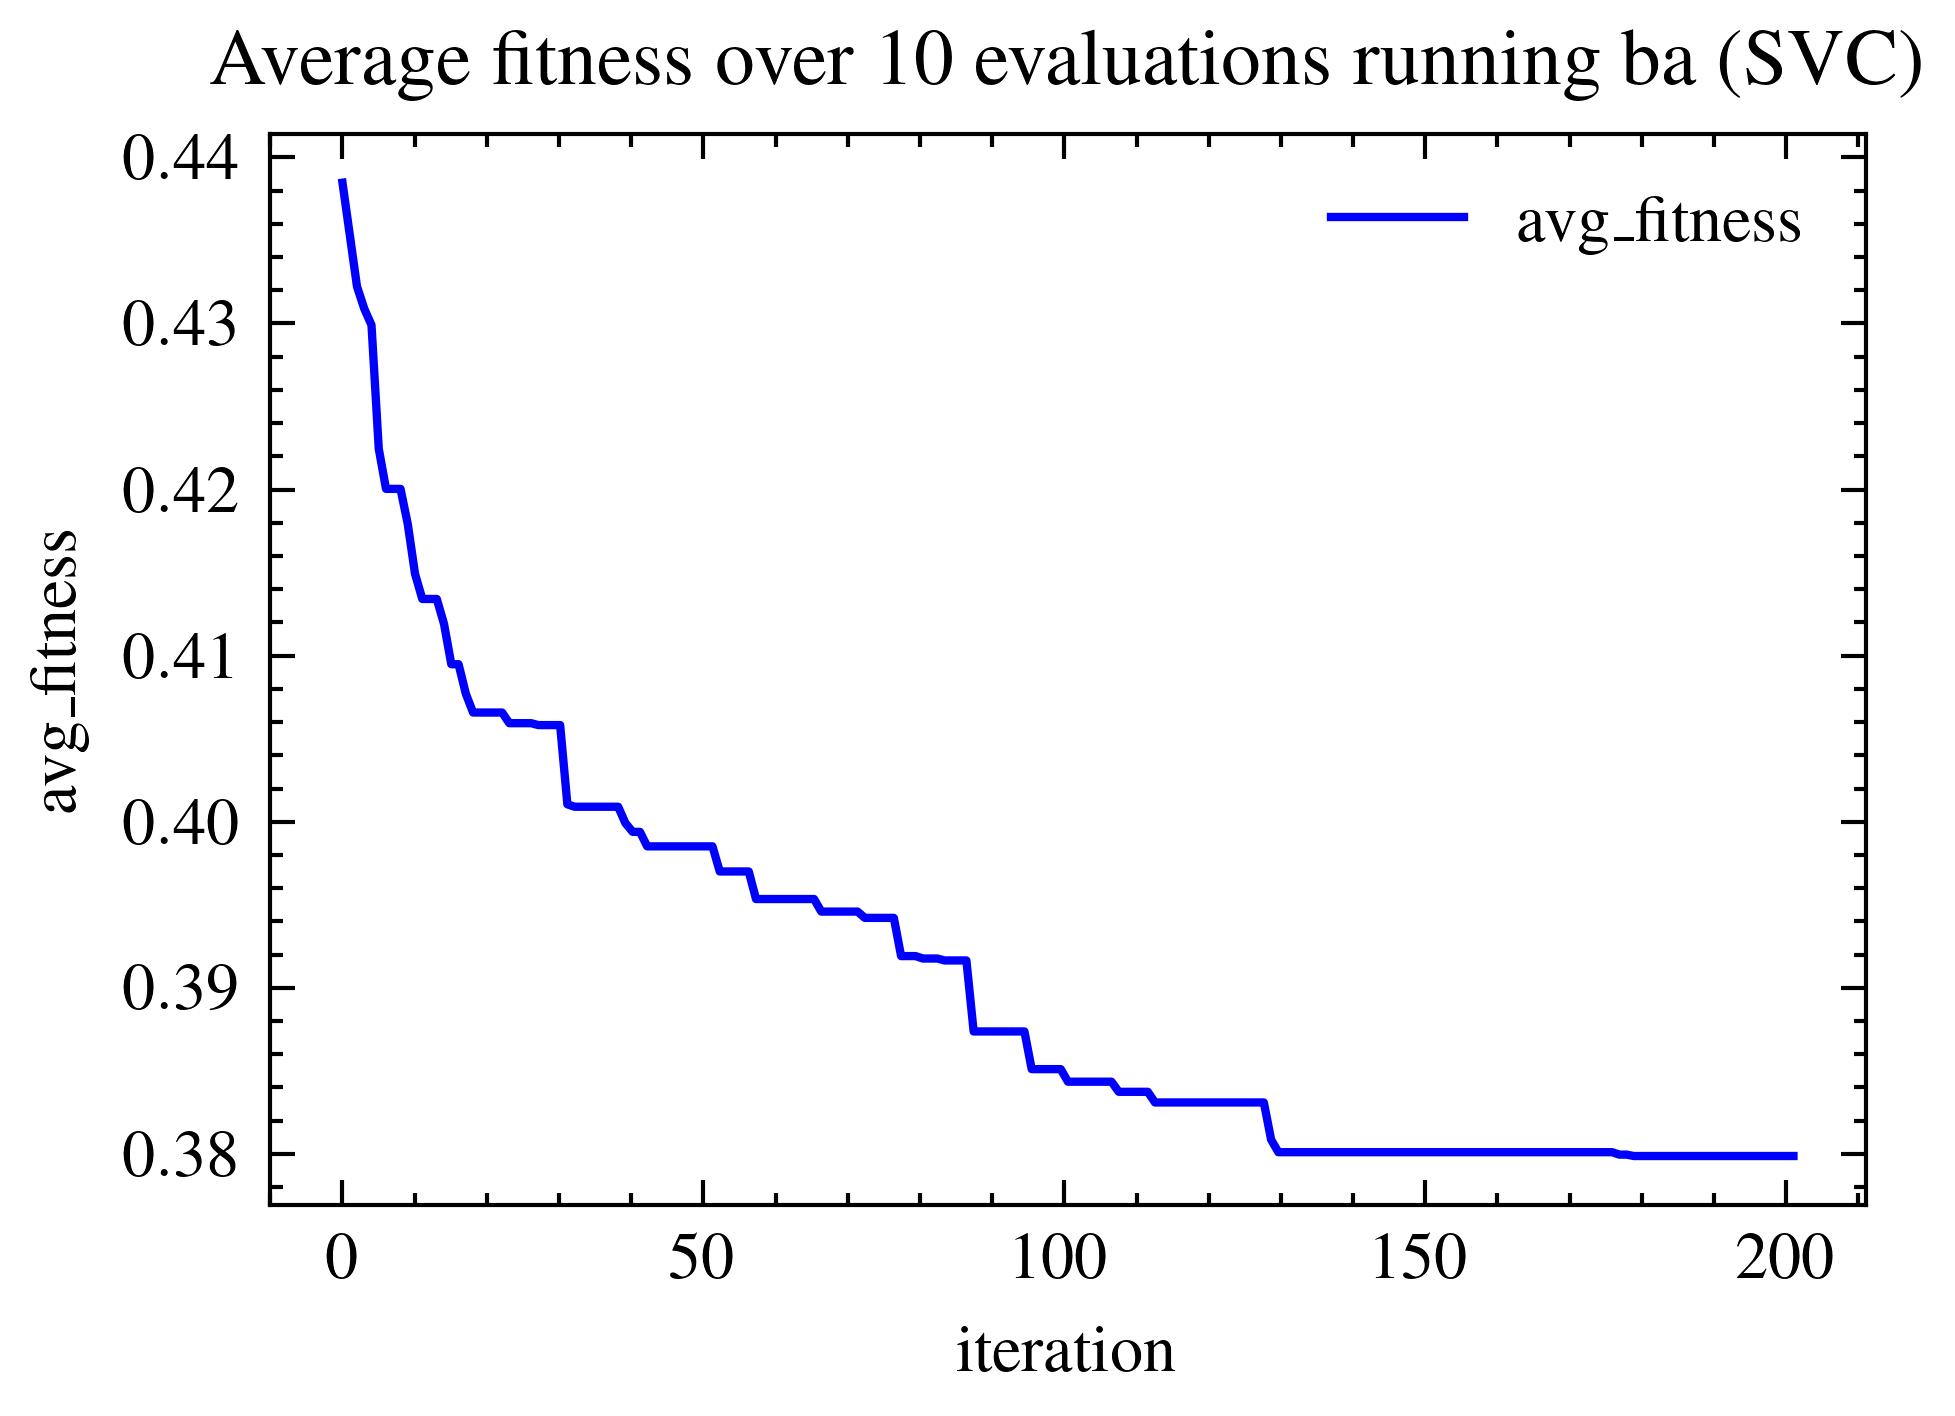 Average fitness over 10 evaluations running ba (SVC)
avg_fitness
0.44
0.43
0.42
0.41
0.40
0.39
0.38
avg_fitness
0 50 100 150 200
iteration